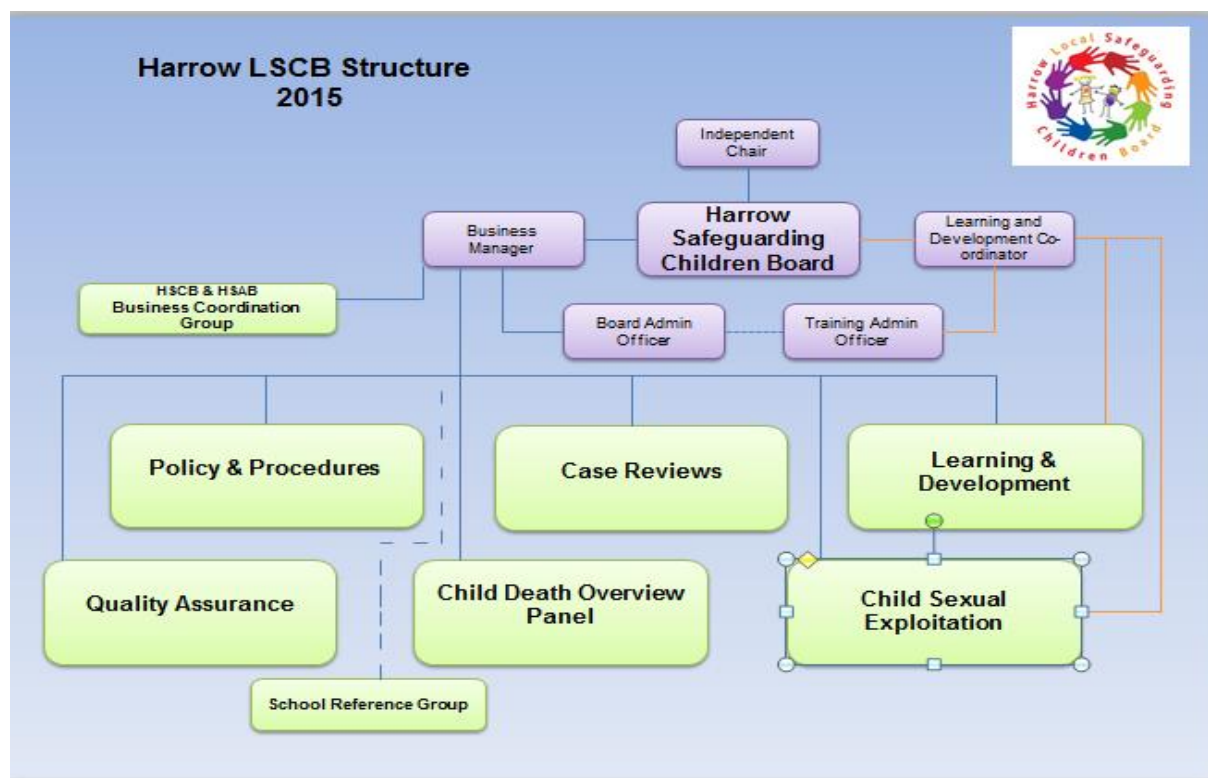 Harrow LSCB Structure
2015
Harrow Local Safeguarding
Children Board
Independent
Chair
Harrow
Safeguarding
Children Board
Business
Manager
Learning and
Development Co-
ordinator
HSCB & HSAB
Business Coordination
Group
Board Admin
Officer
Training Admin
Officer
Policy & Procedures
Case Reviews
Learning &
Development
Quality Assurance
Child Death Overview
Panel
Child Sexual
Exploitation
School Reference Group